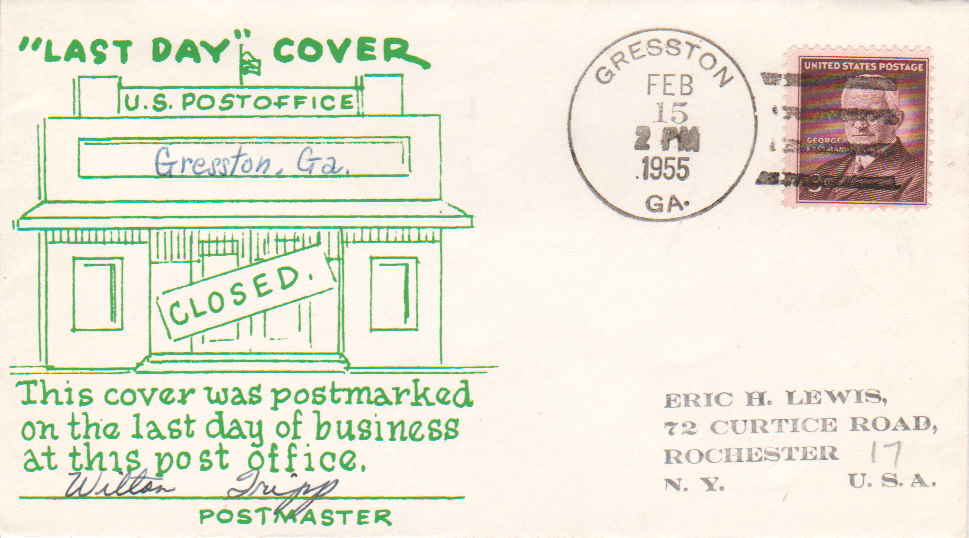 "LAST DAY" COVER
U.S. POSTOFFICE
Gresston, Ga.
CLOSED.
This cover was postmarked
on the last day of business
at this post office.
Wilton Tripp
POSTMASTER
GRESSTON
FEB
15
2 PM
1955
GA.
UNITED STATES POSTAGE
GEORGE
3¢
ERIC H. LEWIS,
72 CURTICE ROAD,
ROCHESTER 17
N. Y. U. S. A.